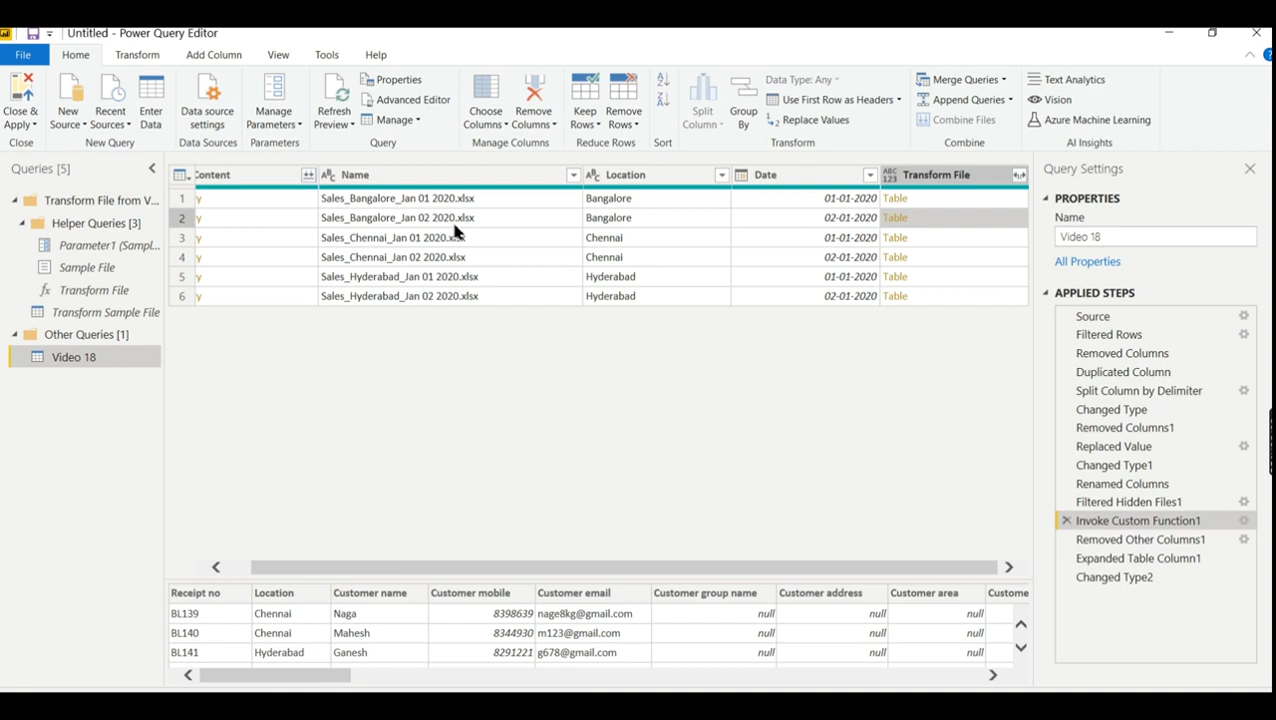 Untitled - Power Query Editor
File Home Transform Add Column View Tools Help
Close & Apply
New Source
Recent Sources
Enter Data
Data source settings
Manage Parameters
Refresh Preview
Properties
Advanced Editor
Manage
Choose Columns
Remove Columns
Keep Rows
Remove Rows
Split Column
Group By
Data Type: Any
Use First Row as Headers
Replace Values
Merge Queries
Append Queries
Combine Files
Text Analytics
Vision
Azure Machine Learning
Close New Query Data Sources Parameters Query Manage Columns Reduce Rows Sort Transform Combine AI Insights
Queries [5]
Transform File from V...
Helper Queries [3]
Parameter1 (Sampl...
Sample File
fx Transform File
Transform Sample File
Other Queries [1]
Video 18
Content Name Location Date Transform File
1 y Sales_Bangalore_Jan 01 2020.xlsx Bangalore 01-01-2020 Table
2 y Sales_Bangalore_Jan 02 2020.xlsx Bangalore 02-01-2020 Table
3 y Sales_Chennai_Jan 01 2020.xlsx Chennai 01-01-2020 Table
4 y Sales_Chennai_Jan 02 2020.xlsx Chennai 02-01-2020 Table
5 y Sales_Hyderabad_Jan 01 2020.xlsx Hyderabad 01-01-2020 Table
6 y Sales_Hyderabad_Jan 02 2020.xlsx Hyderabad 02-01-2020 Table
Receipt no Location Customer name Customer mobile Customer email Customer group name Customer address Customer area Custome
BL139 Chennai Naga 8398639 nage8kg@gmail.com null null null
BL140 Chennai Mahesh 8344930 m123@gmail.com null null null
BL141 Hyderabad Ganesh 8291221 g678@gmail.com null null null
Query Settings
PROPERTIES
Name
Video 18
All Properties
APPLIED STEPS
Source
Filtered Rows
Removed Columns
Duplicated Column
Split Column by Delimiter
Changed Type
Removed Columns1
Replaced Value
Changed Type1
Renamed Columns
Filtered Hidden Files1
Invoke Custom Function1
Removed Other Columns1
Expanded Table Column1
Changed Type2